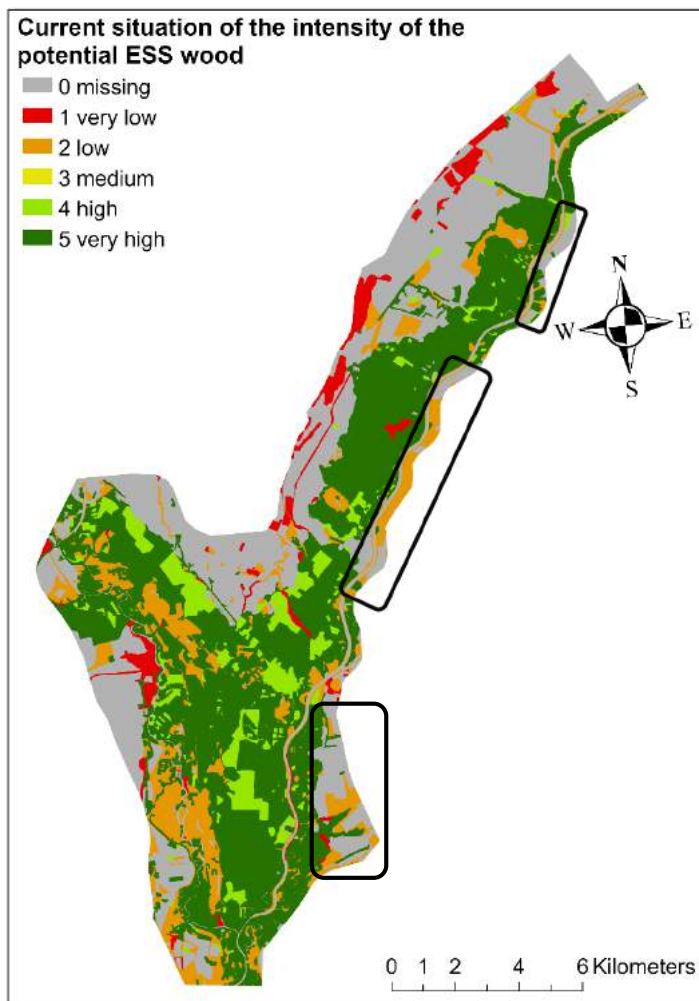 Current situation of the intensity of the
potential ESS wood
0 missing
1 very low
2 low
3 medium
4 high
5 very high
N
W E
S
0 1 2 4 6 Kilometers